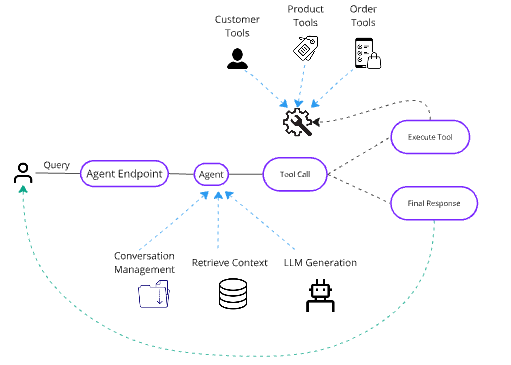 Customer
Tools
Product
Tools
Order
Tools
Query
Agent Endpoint
Agent
Tool Call
Execute Tool
Final Response
Conversation
Management
Retrieve Context
LLM Generation